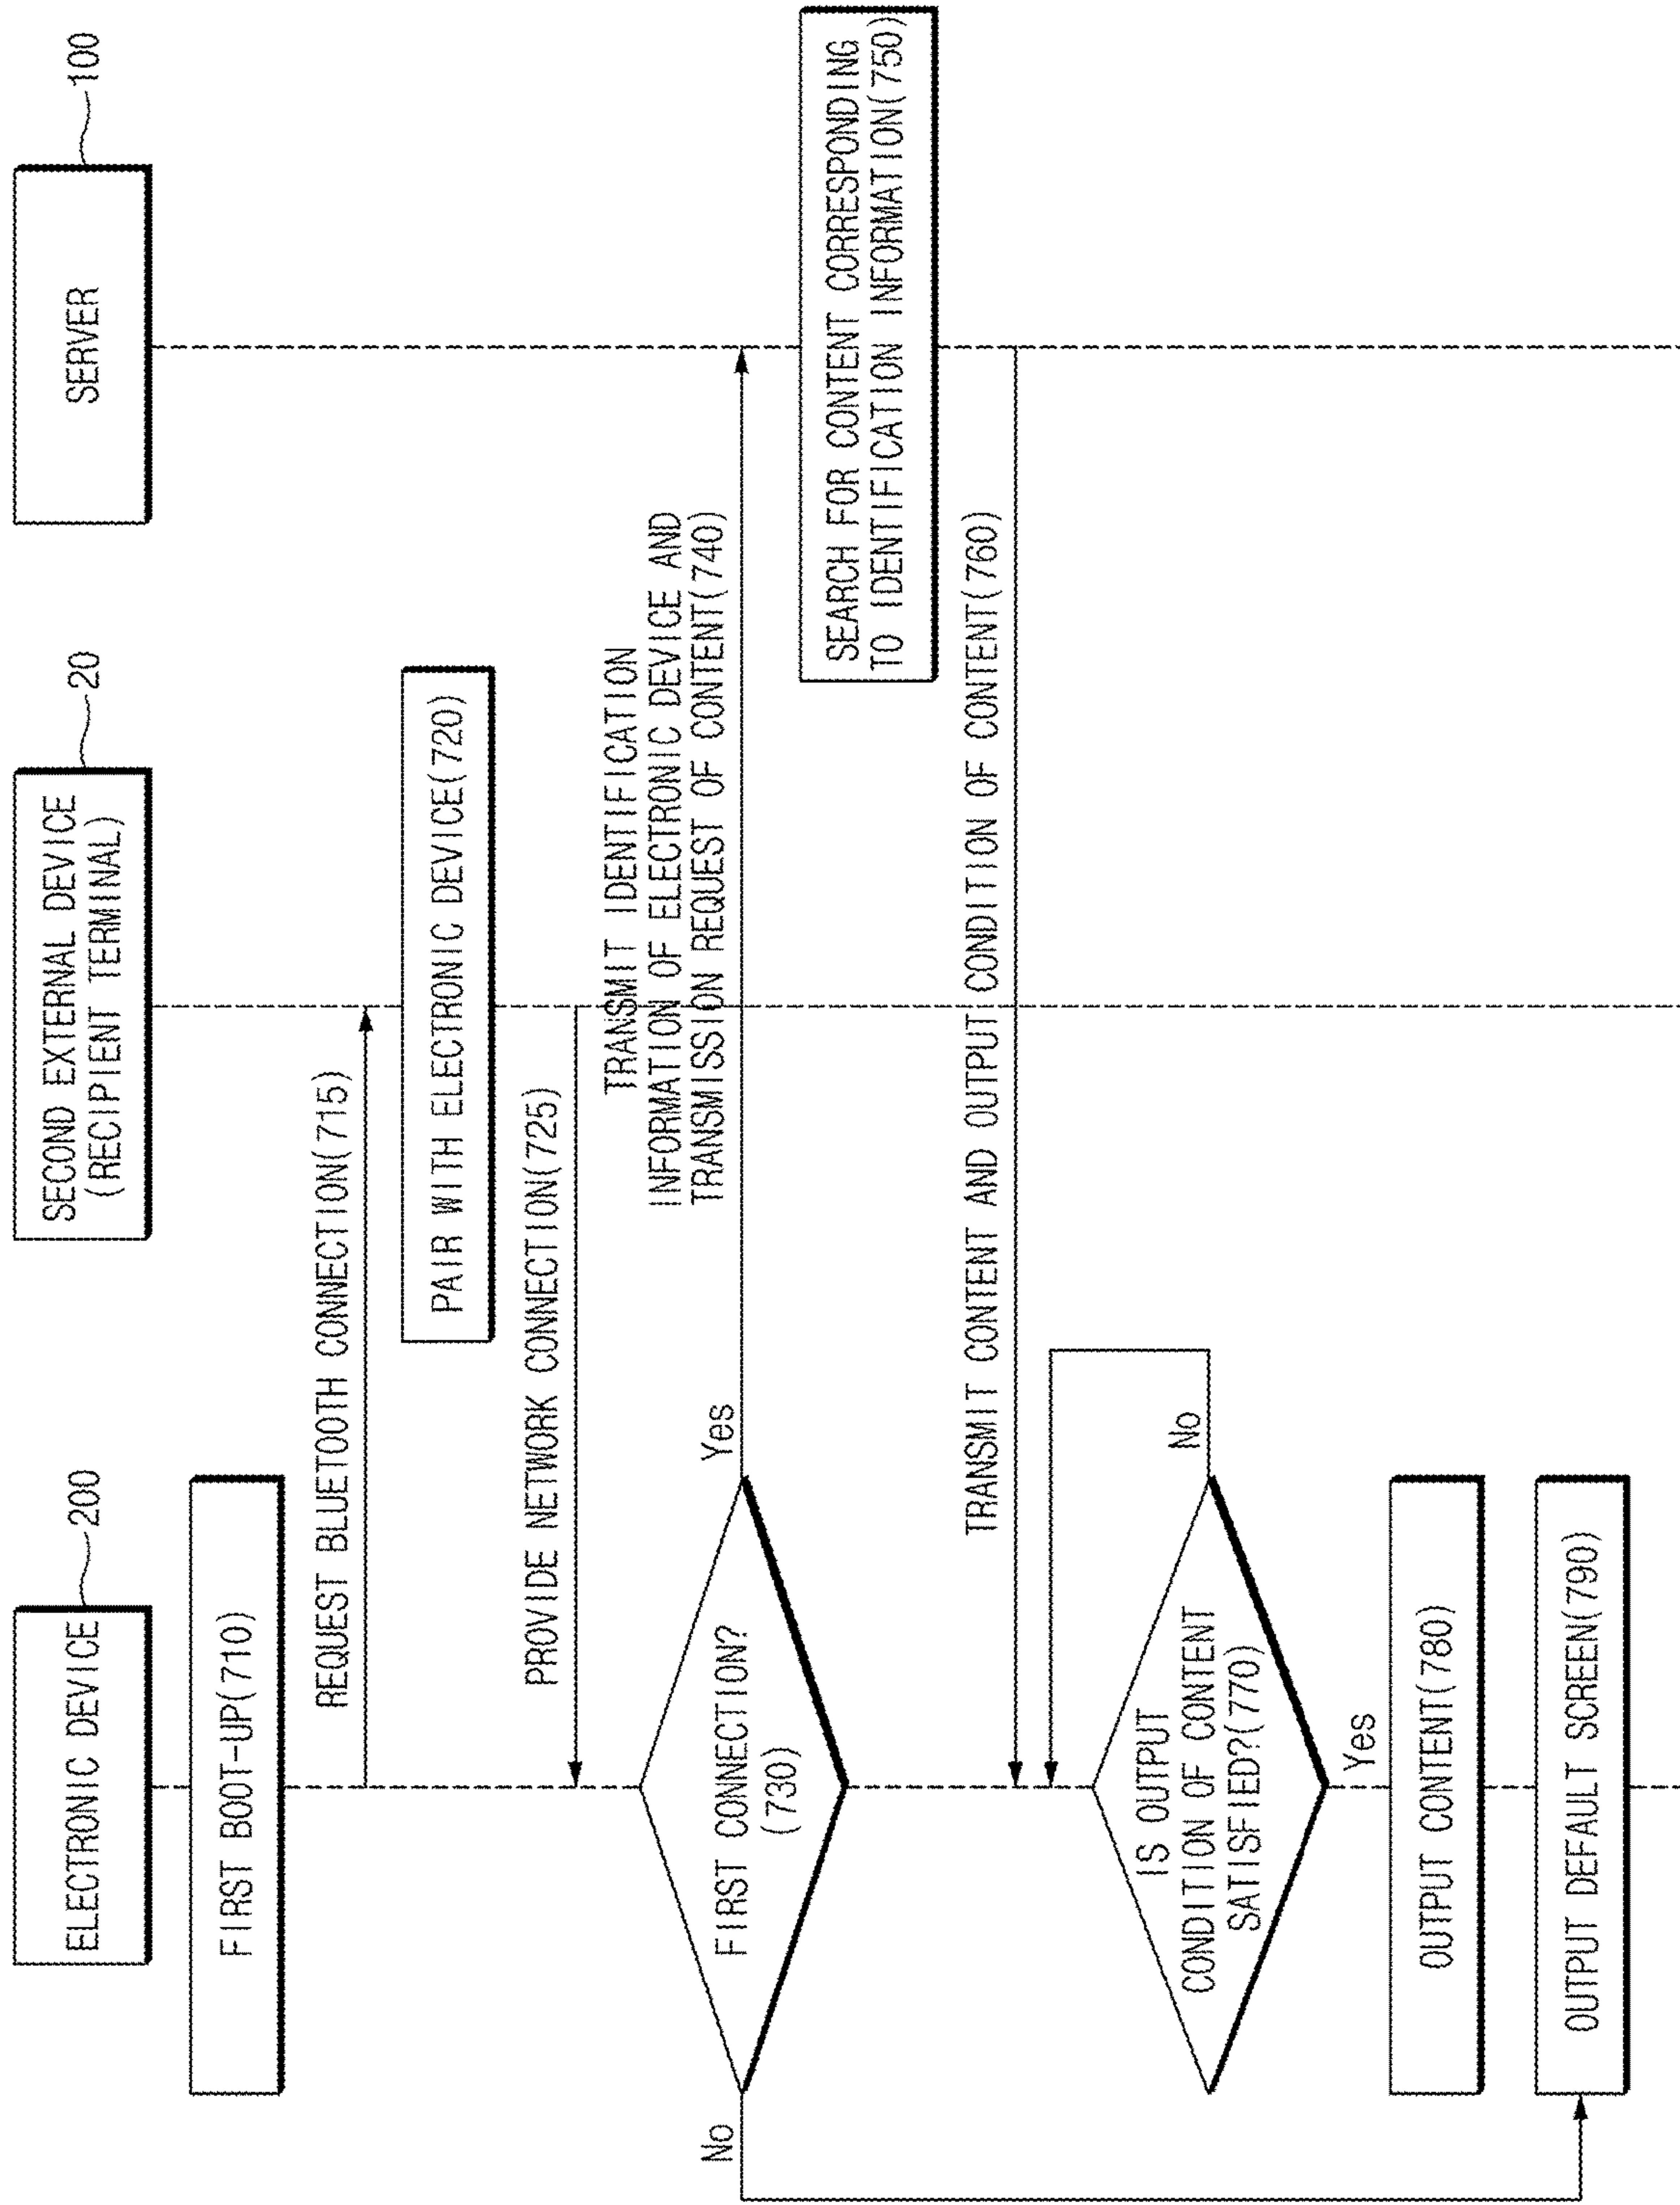 ELECTRONIC DEVICE
200
SECOND EXTERNAL DEVICE
(RECIPIENT TERMINAL)
20
SERVER
100
FIRST BOOT-UP(710)
REQUEST BLUETOOTH CONNECTION(715)
PAIR WITH ELECTRONIC DEVICE(720)
PROVIDE NETWORK CONNECTION(725)
FIRST CONNECTION?
(730)
No
Yes
TRANSMIT IDENTIFICATION
INFORMATION OF ELECTRONIC DEVICE AND
TRANSMISSION REQUEST OF CONTENT(740)
SEARCH FOR CONTENT CORRESPONDING
TO IDENTIFICATION INFORMATION(750)
TRANSMIT CONTENT AND OUTPUT CONDITION OF CONTENT(760)
IS OUTPUT
CONDITION OF CONTENT
SATISFIED?(770)
No
Yes
OUTPUT CONTENT(780)
OUTPUT DEFAULT SCREEN(790)